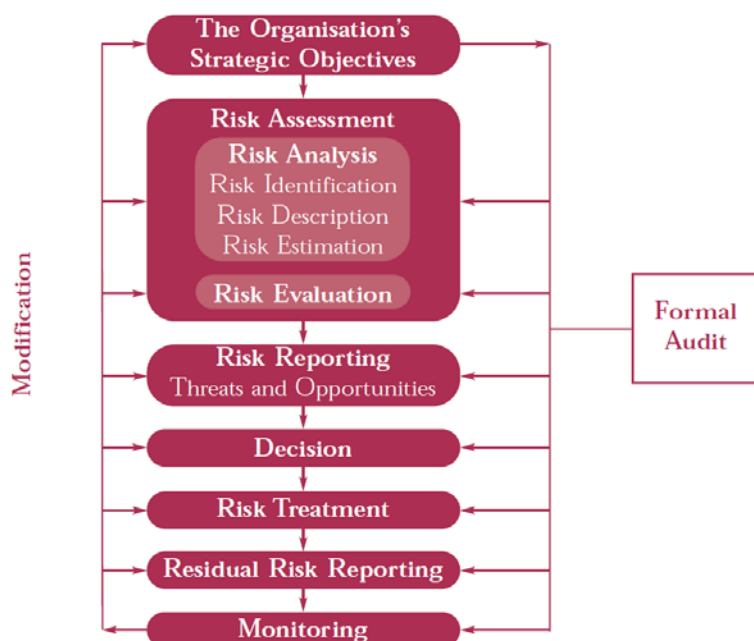 The Organisation's
Strategic Objectives
Risk Assessment
Risk Analysis
Risk Identification
Risk Description
Risk Estimation
Risk Evaluation
Risk Reporting
Threats and Opportunities
Decision
Risk Treatment
Residual Risk Reporting
Monitoring
Modification
Formal
Audit